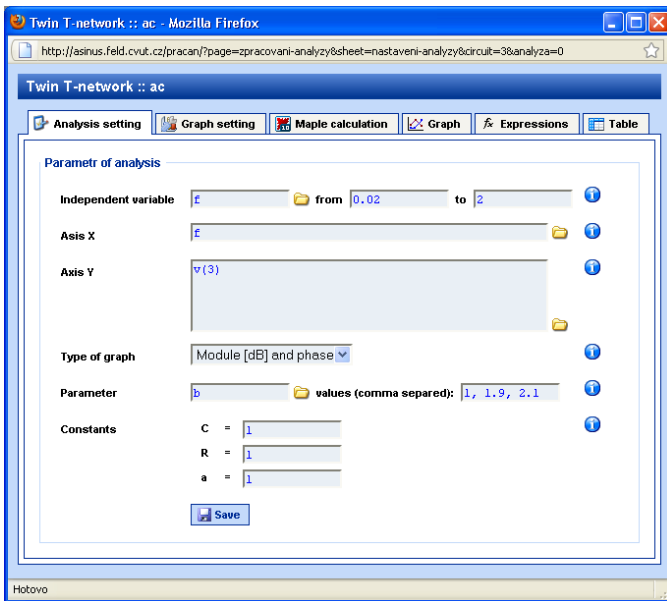 Twin T-network :: ac - Mozilla Firefox
http://asinus.feld.cvut.cz/pracan/?page=zpracovani-analyzy&sheet=nastaveni-analyzy&circuit=3&analyza=0
Twin T-network :: ac
Analysis setting Graph setting Maple calculation Graph fx Expressions Table
Parametr of analysis
Independent variable f from 0.02 to 2
Asis X f
Axis Y v(3)
Type of graph Module [dB] and phase
Parameter b values (comma separed): 1, 1.9, 2.1
Constants C = 1
R = 1
a = 1
Save
Hotovo